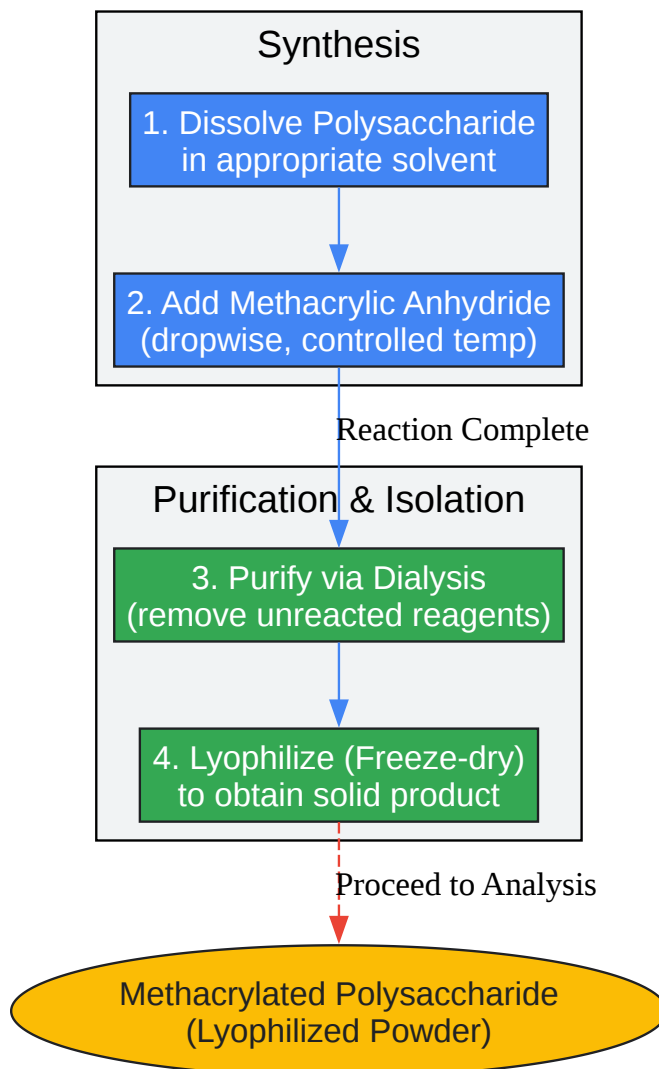 Synthesis
1. Dissolve Polysaccharide
in appropriate solvent
2. Add Methacrylic Anhydride
(dropwise, controlled temp)
Reaction Complete
Purification & Isolation
3. Purify via Dialysis
(remove unreacted reagents)
4. Lyophilize (Freeze-dry)
to obtain solid product
Proceed to Analysis
Methacrylated Polysaccharide
(Lyophilized Powder)